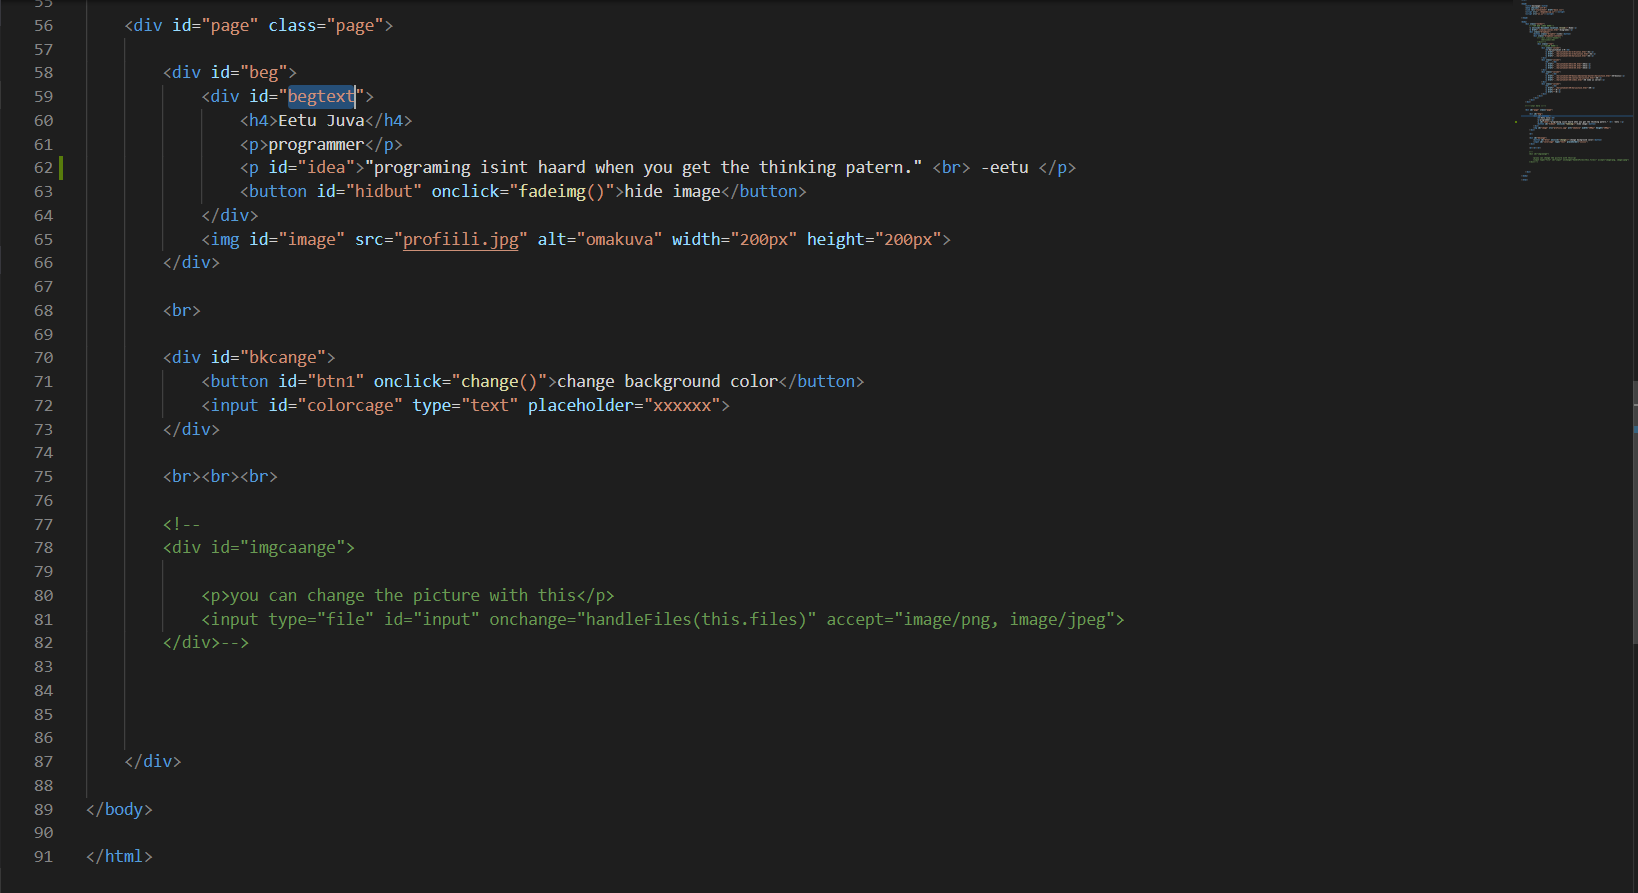 55
56 <div id="page" class="page">
57
58 <div id="beg">
59 <div id="begtext">
60 <h4>Eetu Juva</h4>
61 <p>programmer</p>
62 <p id="idea">"programing isint haard when you get the thinking patern." <br> -eetu </p>
63 <button id="hidbut" onclick="fadeimg()">hide image</button>
64 </div>
65 <img id="image" src="profiili.jpg" alt="omakuva" width="200px" height="200px">
66 </div>
67
68 <br>
69
70 <div id="bkcange">
71 <button id="btn1" onclick="change()">change background color</button>
72 <input id="colorcage" type="text" placeholder="xxxxxx">
73 </div>
74
75 <br><br><br>
76
77 <!--
78 <div id="imgcaange">
79
80 <p>you can change the picture with this</p>
81 <input type="file" id="input" onchange="handleFiles(this.files)" accept="image/png, image/jpeg">
82 </div>-->
83
84
85
86
87 </div>
88
89 </body>
90
91 </html>